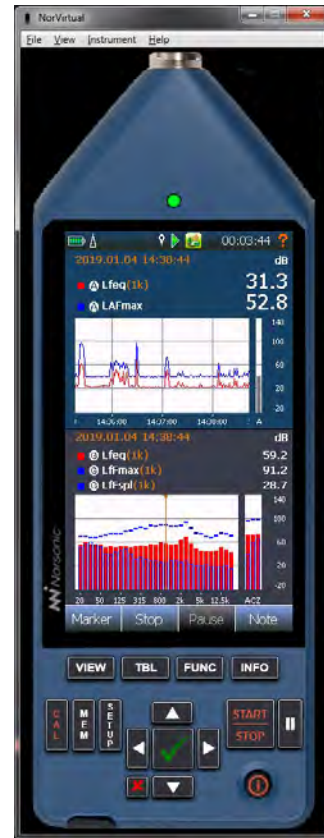 NorVirtual
File View Instrument Help
00:03:44 ?
2019.01.04 14:38:44 dB
A Lfeq(1k) 31.3
A LAFmax 52.8
140
100
60
20
-20
14:36:00 14:37:00 14:38:00 A
2019.01.04 14:38:44 dB
G Lfeq(1k) 59.2
G LfFmax(1k) 91.2
G LfFspl(1k) 28.7
140
100
60
20
-20
20 50 125 315 800 2k 5k 12.5k ACZ
Marker Stop Pause Note
Norsonic
VIEW TBL FUNC INFO
CAL MEM SETUP START STOP